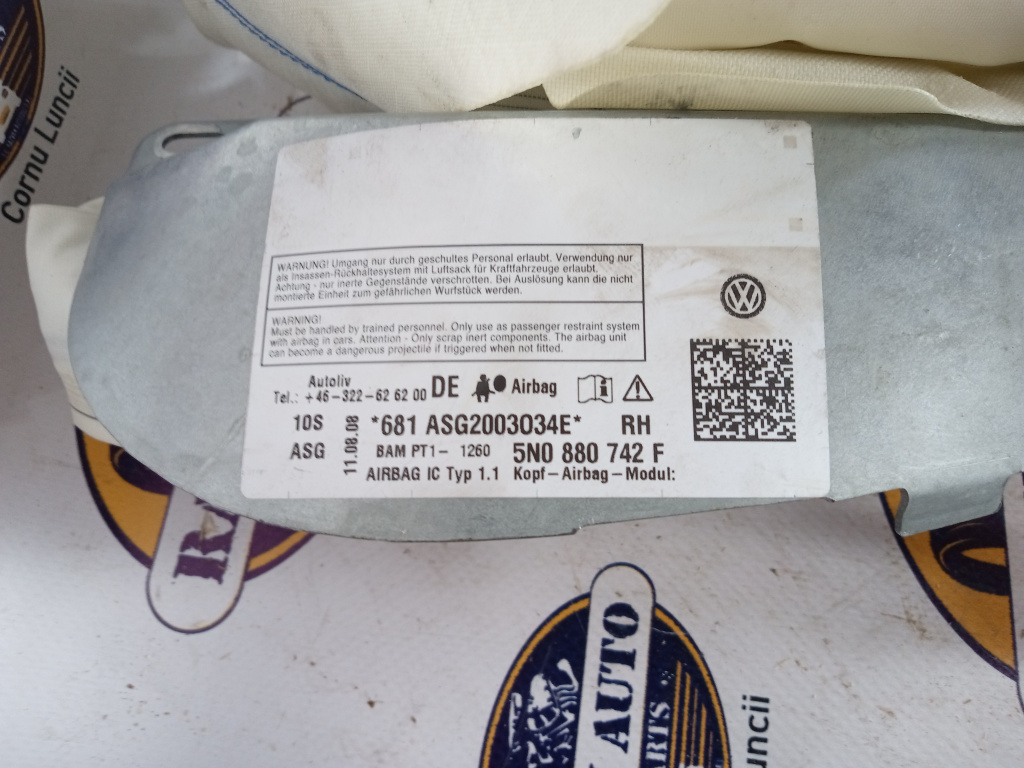 Cornu Luncii
WARNUNG! Umgang nur durch geschultes Personal erlaubt. Verwendung nur
als Insassen-Rückhaltesystem mit Luftsack für Kraftfahrzeuge erlaubt.
Achtung - nur inerte Gegenstände verschrotten. Bei Auslösung kann die nicht
montierte Einheit zum gefährlichen Wurfstück werden.
WARNING!
Must be handled by trained personnel. Only use as passenger restraint system
with airbag in cars. Attention - Only scrap inert components. The airbag unit
can become a dangerous projectile if triggered when not fitted.
Autoliv
Tel.: +46-322-62 62 00 DE Airbag
10S *681 ASG2003034E* RH
ASG 11.08.08 BAM PT1- 1260 5N0 880 742 F
AIRBAG IC Typ 1.1 Kopf-Airbag-Modul:
AUTO